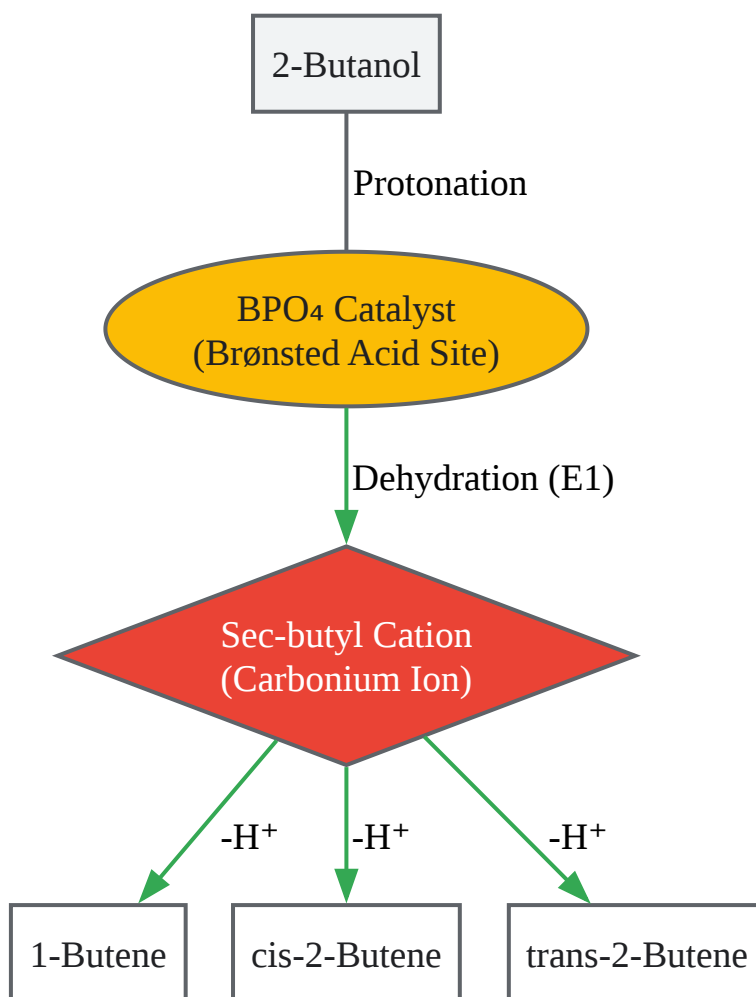 2-Butanol
Protonation
BPO₄ Catalyst
(Brønsted Acid Site)
Dehydration (E1)
Sec-butyl Cation
(Carbonium Ion)
-H⁺
-H⁺
-H⁺
1-Butene
cis-2-Butene
trans-2-Butene